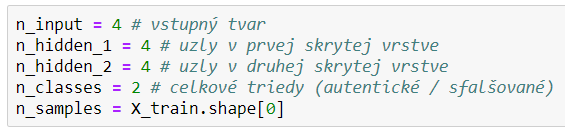 n_input = 4 # vstupný tvar
n_hidden_1 = 4 # uzly v prvej skrytej vrstve
n_hidden_2 = 4 # uzly v druhej skrytej vrstve
n_classes = 2 # celkové triedy (autentické / sfalšované)
n_samples = X_train.shape[0]